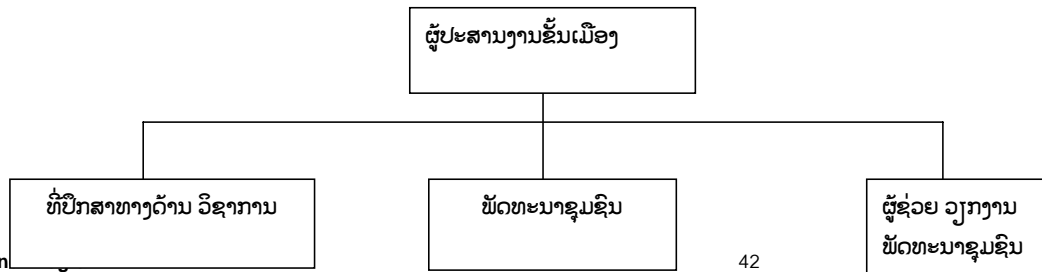 ຜູ້ປະສານງານຂັ້ນເມືອງ
ທີ່ປຶກສາທາງດ້ານ ວິຊາການ
ພັດທະນາຊຸມຊົນ
ຜູ້ຊ່ວຍ ວຽກງານ
ພັດທະນາຊຸມຊົນ
42